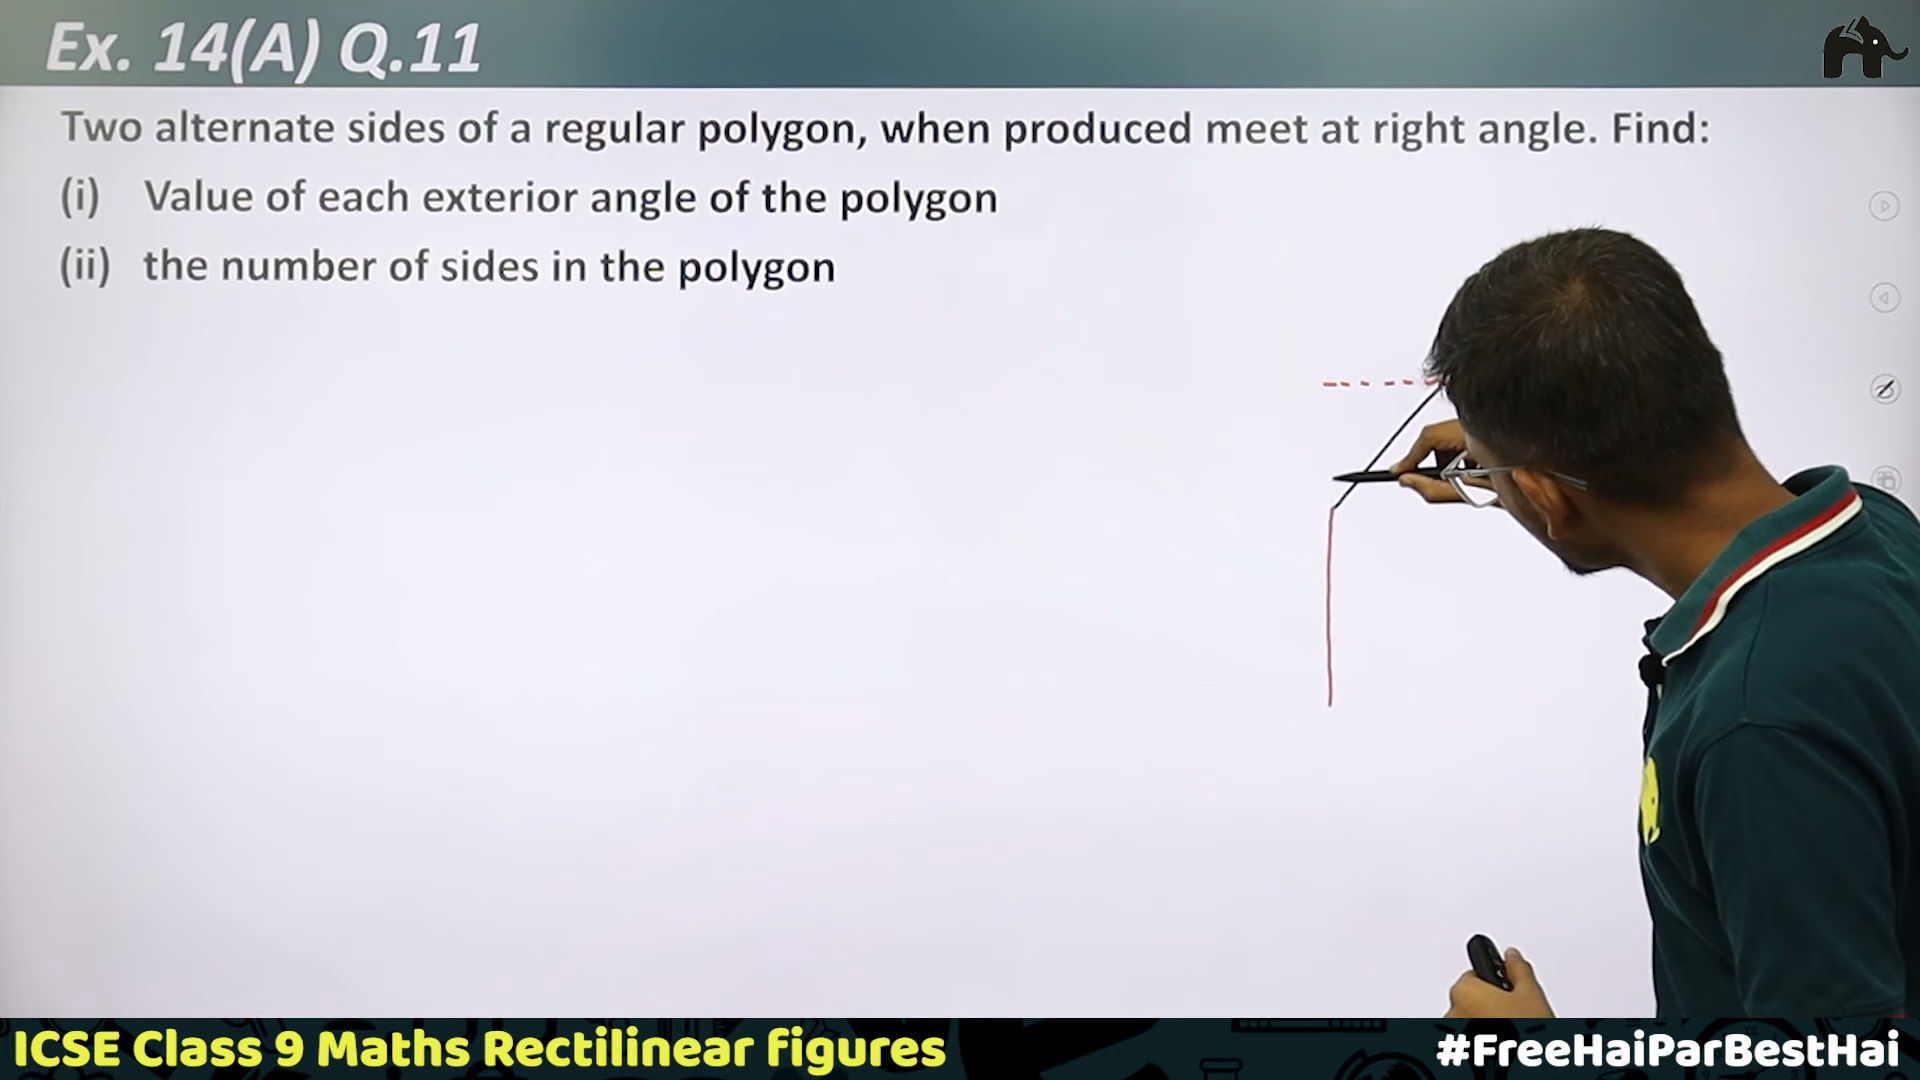 Ex. 14(A) Q.11
Two alternate sides of a regular polygon, when produced meet at right angle. Find:
(i) Value of each exterior angle of the polygon
(ii) the number of sides in the polygon
ICSE Class 9 Maths Rectilinear figures
#FreeHaiParBestHai